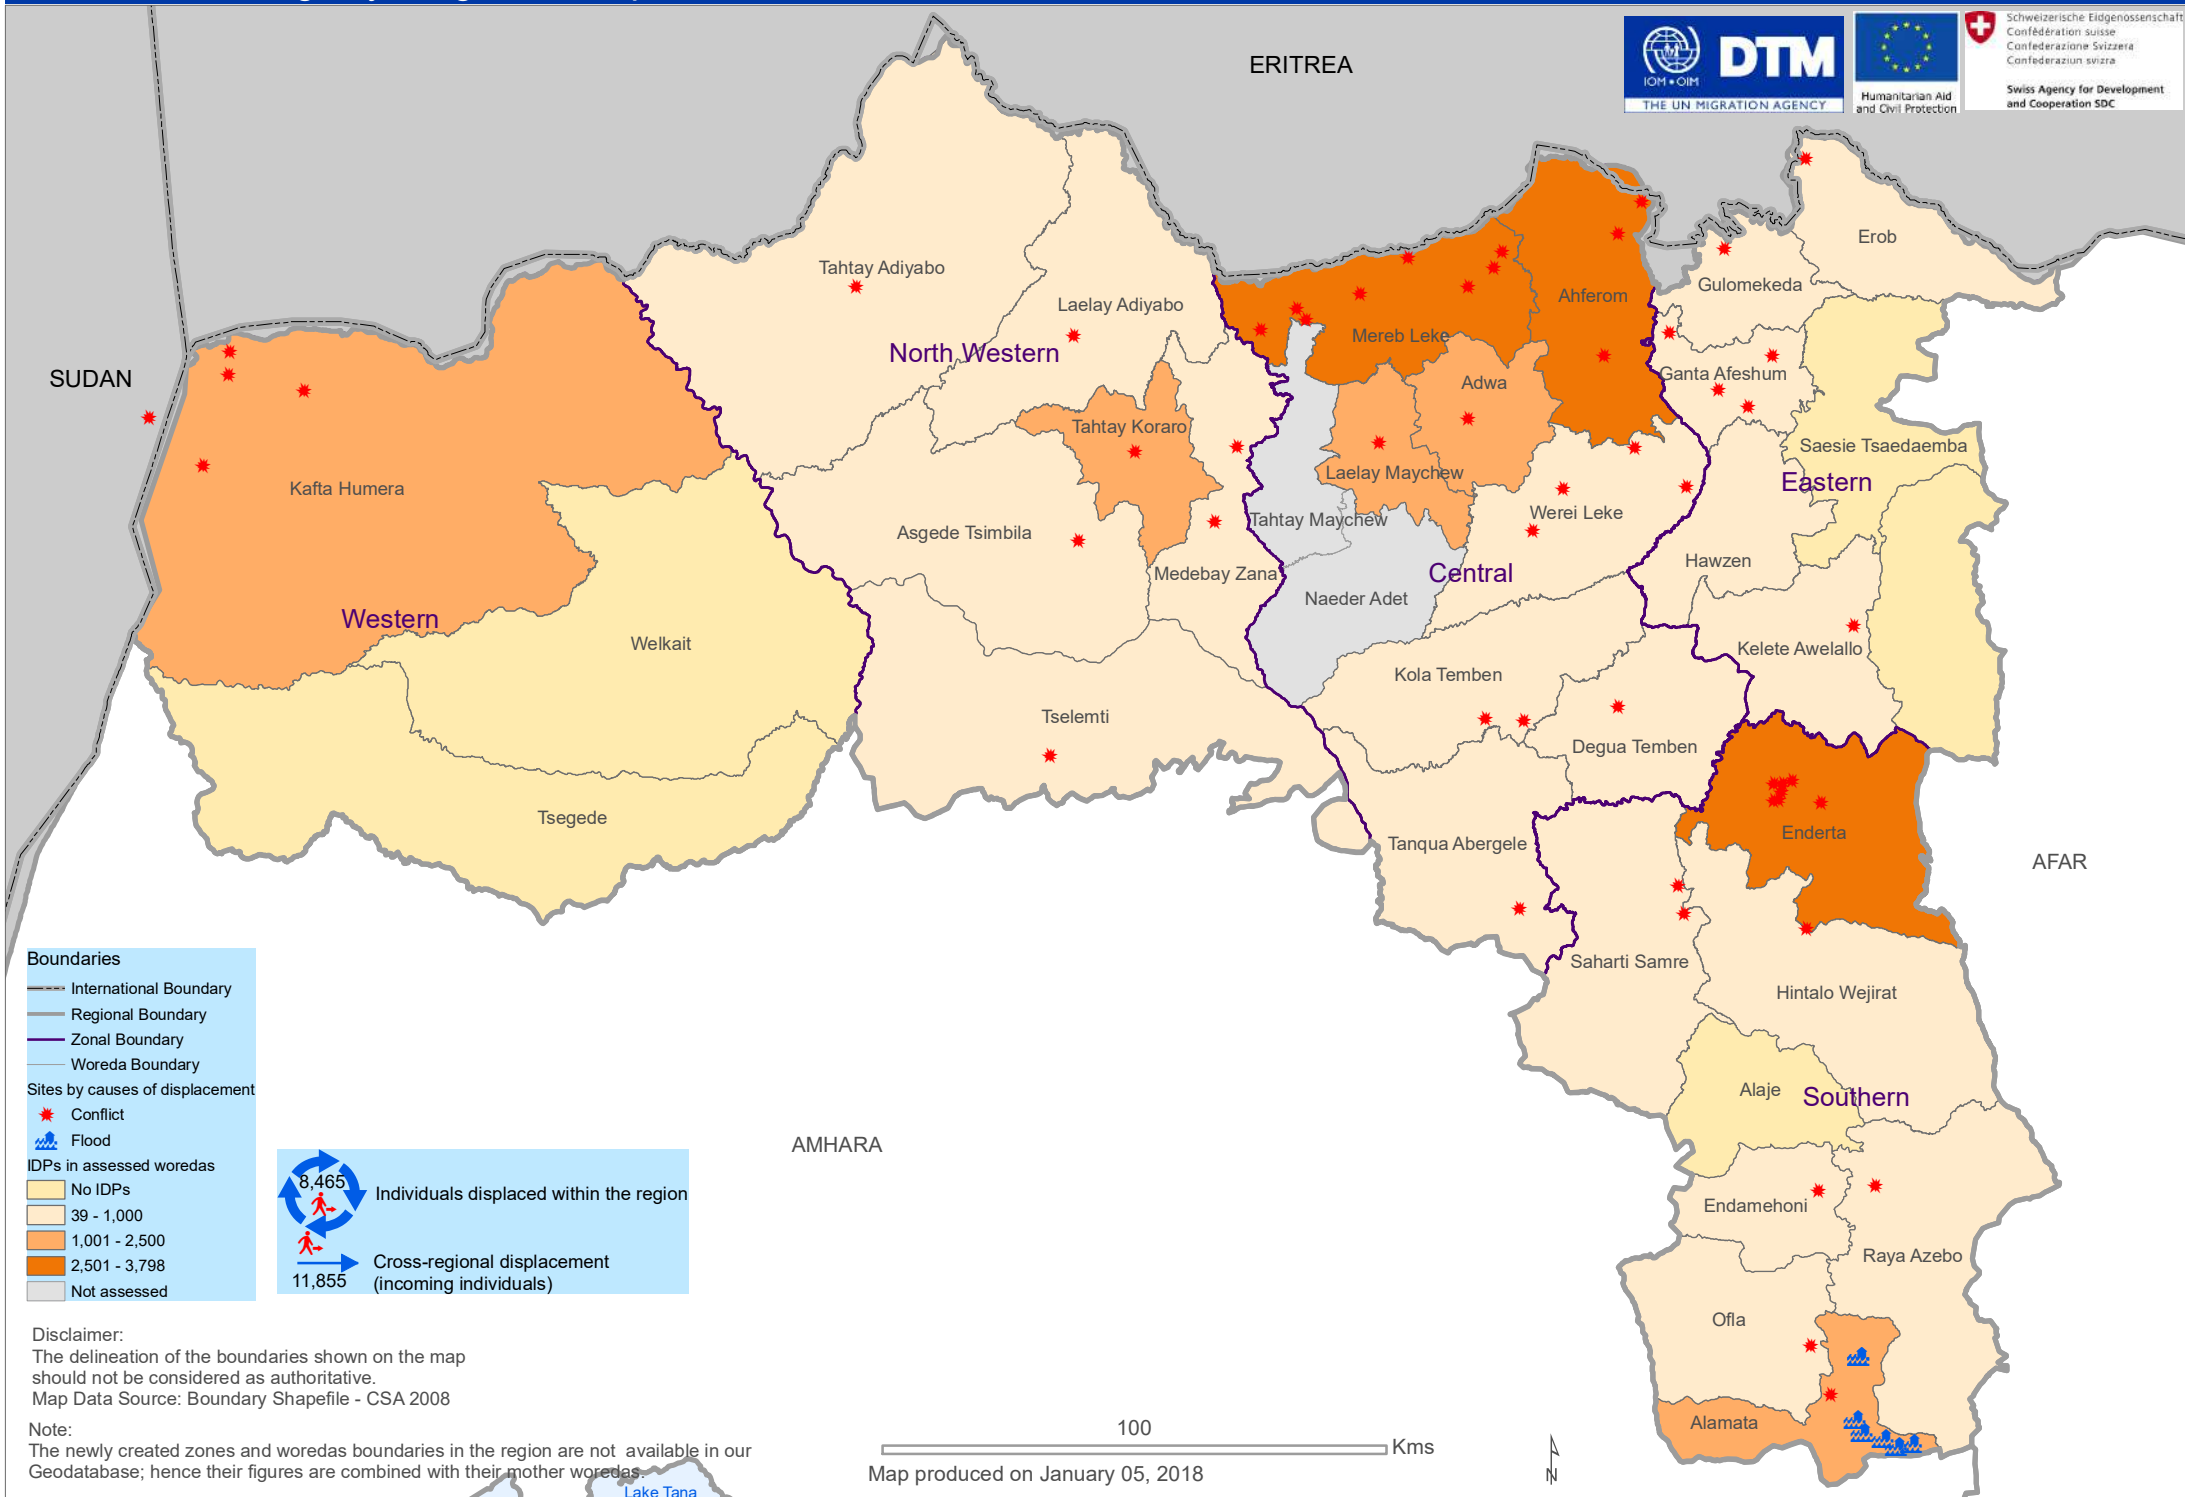 ERITREA
IOM • OIM
DTM
THE UN MIGRATION AGENCY
Humanitarian Aid
and Civil Protection
Schweizerische Eidgenossenschaft
Confédération suisse
Confederazione Svizzera
Confederaziun svizra
Swiss Agency for Development
and Cooperation SDC
Erob
Tahtay Adiyabo
Gulomekeda
Laelay Adiyabo
Ahferom
Mereb Leke
North Western
SUDAN
Ganta Afeshum
Adwa
Tahtay Koraro
Saesie Tsaedaemba
Laelay Maychew
Eastern
Kafta Humera
Werei Leke
Tahtay Maychew
Asgede Tsimbila
Hawzen
Medebay Zana
Central
Naeder Adet
Western
Welkait
Kelete Awelallo
Kola Temben
Tselemti
Degua Temben
Tsegede
Enderta
Tanqua Abergele
AFAR
Saharti Samre
Hintalo Wejirat
Alaje
Southern
AMHARA
Endamehoni
Raya Azebo
Ofla
Alamata
Boundaries
International Boundary
Regional Boundary
Zonal Boundary
Woreda Boundary
Sites by causes of displacement
Conflict
Flood
IDPs in assessed woredas
No IDPs
39 - 1,000
1,001 - 2,500
2,501 - 3,798
Not assessed
8,465
Individuals displaced within the region
Cross-regional displacement
11,855
(incoming individuals)
Disclaimer:
The delineation of the boundaries shown on the map
should not be considered as authoritative.
Map Data Source: Boundary Shapefile - CSA 2008
Note:
The newly created zones and woredas boundaries in the region are not available in our
Geodatabase; hence their figures are combined with their mother woredas.
Lake Tana
100
Kms
Map produced on January 05, 2018
N